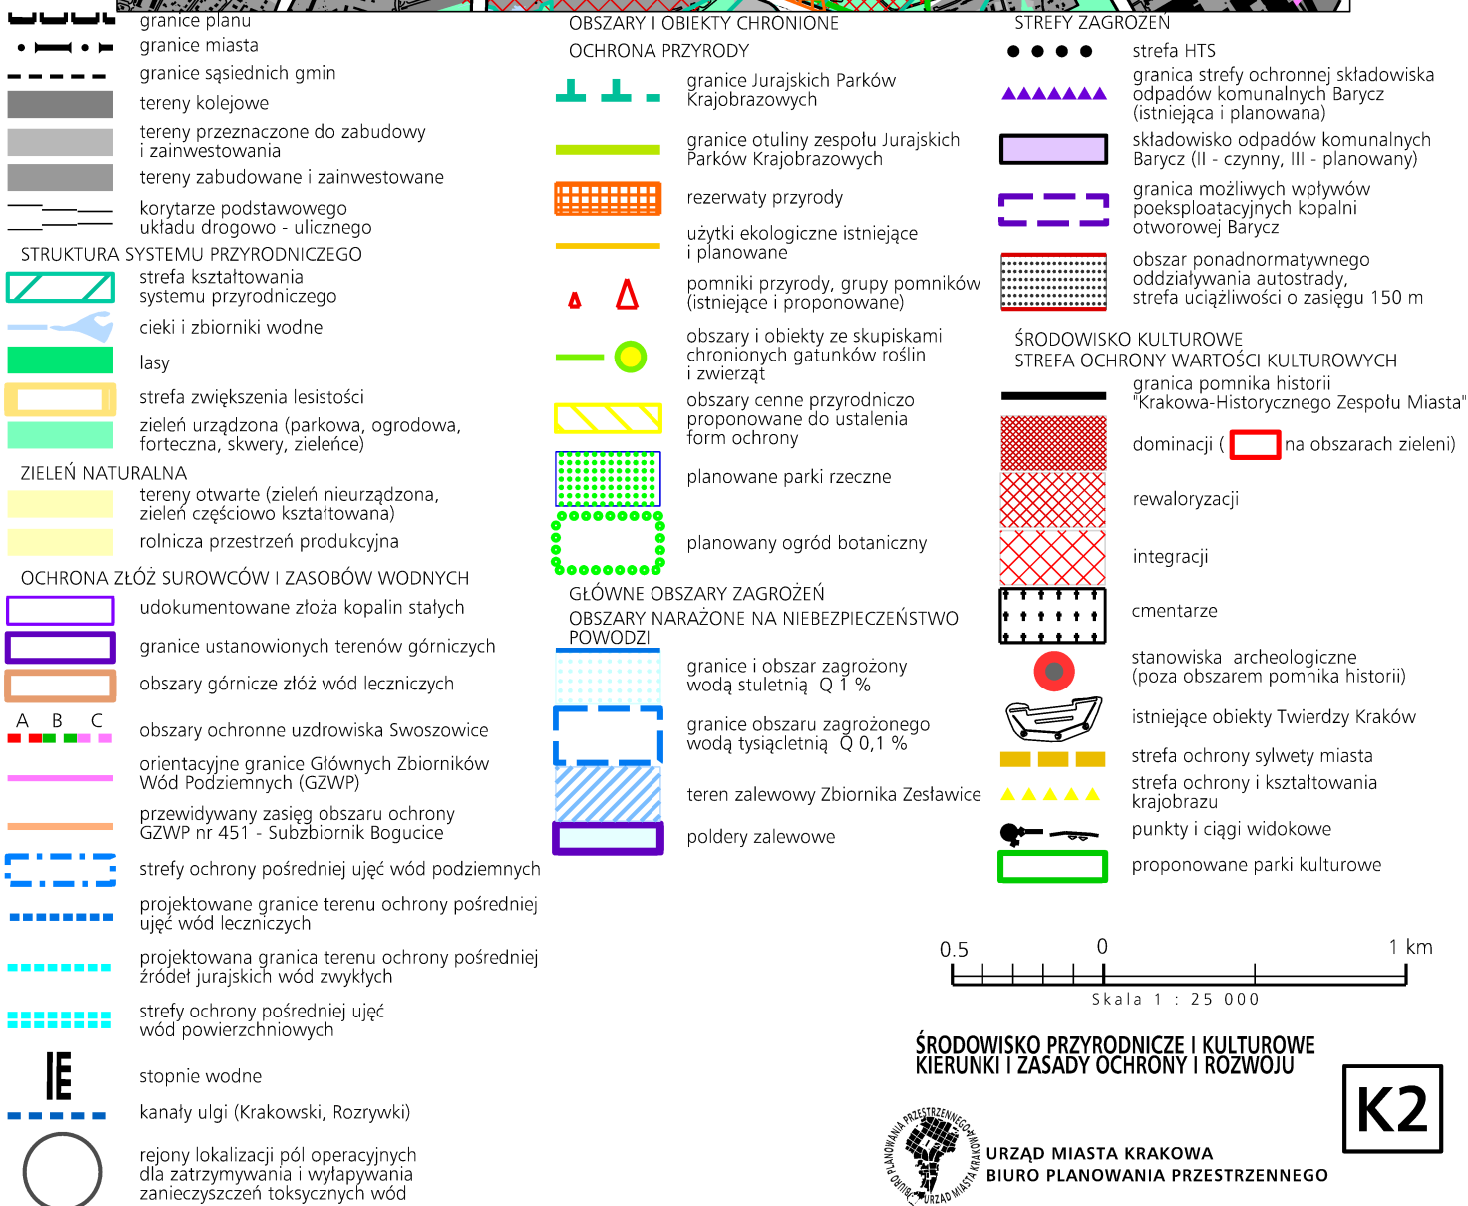 granice planu
granice miasta
granice sąsiednich gmin
tereny kolejowe
tereny przeznaczone do zabudowy
i zainwestowania
tereny zabudowane i zainwestowane
korytarze podstawowego
układu drogowo - ulicznego
STRUKTURA SYSTEMU PRZYRODNICZEGO
strefa kształtowania
systemu przyrodniczego
cieki i zbiorniki wodne
lasy
strefa zwiększenia lesistości
zieleń urządzona (parkowa, ogrodowa,
forteczna, skwery, zieleńce)
ZIELEŃ NATURALNA
tereny otwarte (zieleń nieurządzona,
zieleń częściowo kształtowana)
rolnicza przestrzeń produkcyjna
OCHRONA ZŁÓŻ SUROWCÓW I ZASOBÓW WODNYCH
udokumentowane złoża kopalin stałych
granice ustanowionych terenów górniczych
obszary górnicze złóż wód leczniczych
A B C
obszary ochronne uzdrowiska Swoszowice
orientacyjne granice Głównych Zbiorników
Wód Podziemnych (GZWP)
przewidywany zasięg obszaru ochrony
GZWP nr 451 - Subzbiornik Bogucice
strefy ochrony pośredniej ujęć wód podziemnych
projektowane granice terenu ochrony pośredniej
ujęć wód leczniczych
projektowana granica terenu ochrony pośredniej
źródeł jurajskich wód zwykłych
strefy ochrony pośredniej ujęć
wód powierzchniowych
stopnie wodne
kanały ulgi (Krakowski, Rozrywki)
rejony lokalizacji pól operacyjnych
dla zatrzymywania i wyłapywania
zanieczyszczeń toksycznych wód
OBSZARY I OBIEKTY CHRONIONE
OCHRONA PRZYRODY
granice Jurajskich Parków
Krajobrazowych
granice otuliny zespołu Jurajskich
Parków Krajobrazowych
rezerwaty przyrody
użytki ekologiczne istniejące
i planowane
pomniki przyrody, grupy pomników
(istniejące i proponowane)
obszary i obiekty ze skupiskami
chronionych gatunków roślin
i zwierząt
obszary cenne przyrodniczo
proponowane do ustalenia
form ochrony
planowane parki rzeczne
planowany ogród botaniczny
GŁÓWNE OBSZARY ZAGROŻEŃ
OBSZARY NARAŻONE NA NIEBEZPIECZEŃSTWO
POWODZI
granice i obszar zagrożony
wodą stuletnią Q 1 %
granice obszaru zagrożonego
wodą tysiącletnią Q 0,1 %
teren zalewowy Zbiornika Zesławice
poldery zalewowe
STREFY ZAGROŻEŃ
strefa HTS
granica strefy ochronnej składowiska
odpadów komunalnych Barycz
(istniejąca i planowana)
składowisko odpadów komunalnych
Barycz (II - czynny, III - planowany)
granica możliwych wpływów
poeksploatacyjnych kopalni
otworowej Barycz
obszar ponadnormatywnego
oddziaływania autostrady,
strefa uciążliwości o zasięgu 150 m
ŚRODOWISKO KULTUROWE
STREFA OCHRONY WARTOŚCI KULTUROWYCH
granica pomnika historii
"Krakowa-Historycznego Zespołu Miasta"
dominacji ( na obszarach zieleni)
rewaloryzacji
integracji
cmentarze
stanowiska archeologiczne
(poza obszarem pomnika historii)
istniejące obiekty Twierdzy Kraków
strefa ochrony sylwety miasta
strefa ochrony i kształtowania
krajobrazu
punkty i ciągi widokowe
proponowane parki kulturowe
0.5 0 1 km
Skala 1 : 25 000
ŚRODOWISKO PRZYRODNICZE I KULTUROWE
KIERUNKI I ZASADY OCHRONY I ROZWOJU
K2
BIURO PLANOWANIA PRZESTRZENNEGO
URZĄD MIASTA KRAKOWA
URZĄD MIASTA KRAKOWA
BIURO PLANOWANIA PRZESTRZENNEGO